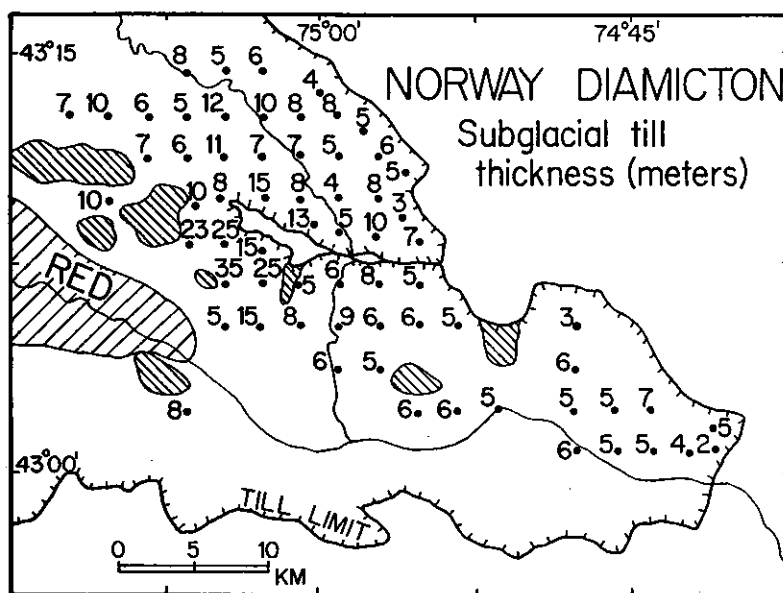 75°00' 74°45'
43°15
NORWAY DIAMICTON
Subglacial till
thickness (meters)
8 5 6
4
7 10 6 5 12 10 8 8
5
7 6 11 7 7 5 6
5
10 10 8 15 8 4 8
3
13 5 10
23 25 15 7
RED
35 25 5 6 8 5
5 15 8 9 6 6 5 3
6 5 6
8 6 6 5 5 5 7
5
43°00' 6 5 5 4 2
TILL LIMIT
0 5 10
KM